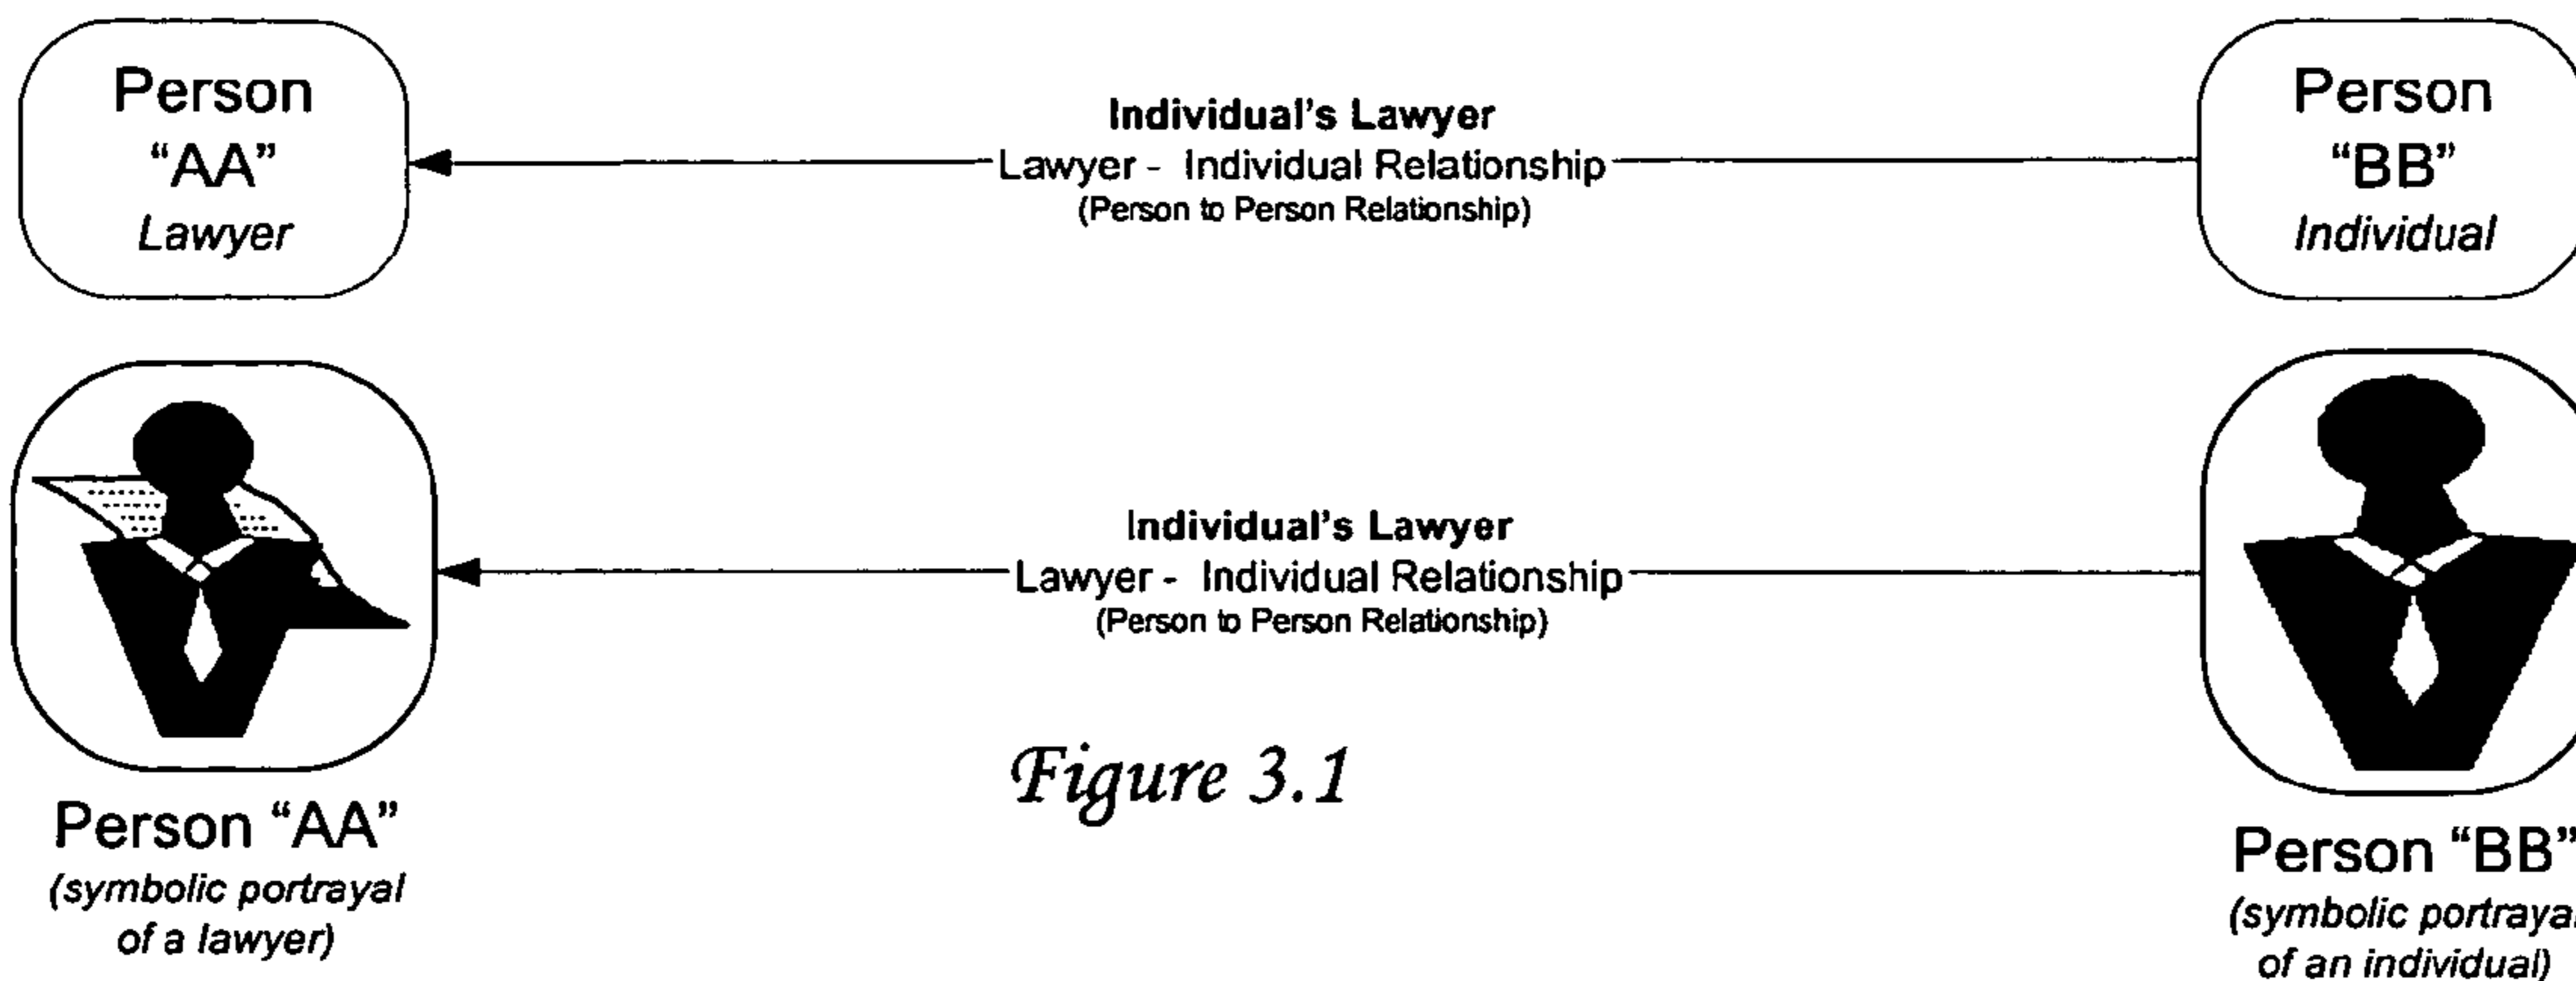 Person
“AA”
Lawyer
Individual's Lawyer
Lawyer - Individual Relationship
(Person to Person Relationship)
Person
“BB”
Individual
Individual's Lawyer
Lawyer - Individual Relationship
(Person to Person Relationship)
Figure 3.1
Person “AA”
(symbolic portrayal
of a lawyer)
Person “BB”
(symbolic portrayal
of an individual)